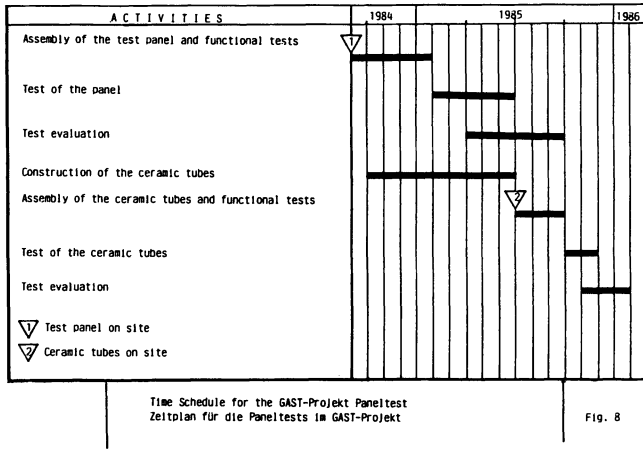 A C T I V I T I E S 1984 1985 1986
Assembly of the test panel and functional tests 1
Test of the panel
Test evaluation
Construction of the ceramic tubes
Assembly of the ceramic tubes and functional tests 2
Test of the ceramic tubes
Test evaluation
1 Test panel on site
2 Ceramic tubes on site
Time Schedule for the GAST-Projekt Paneltest
Zeitplan für die Paneltests im GAST-Projekt
Fig. 8